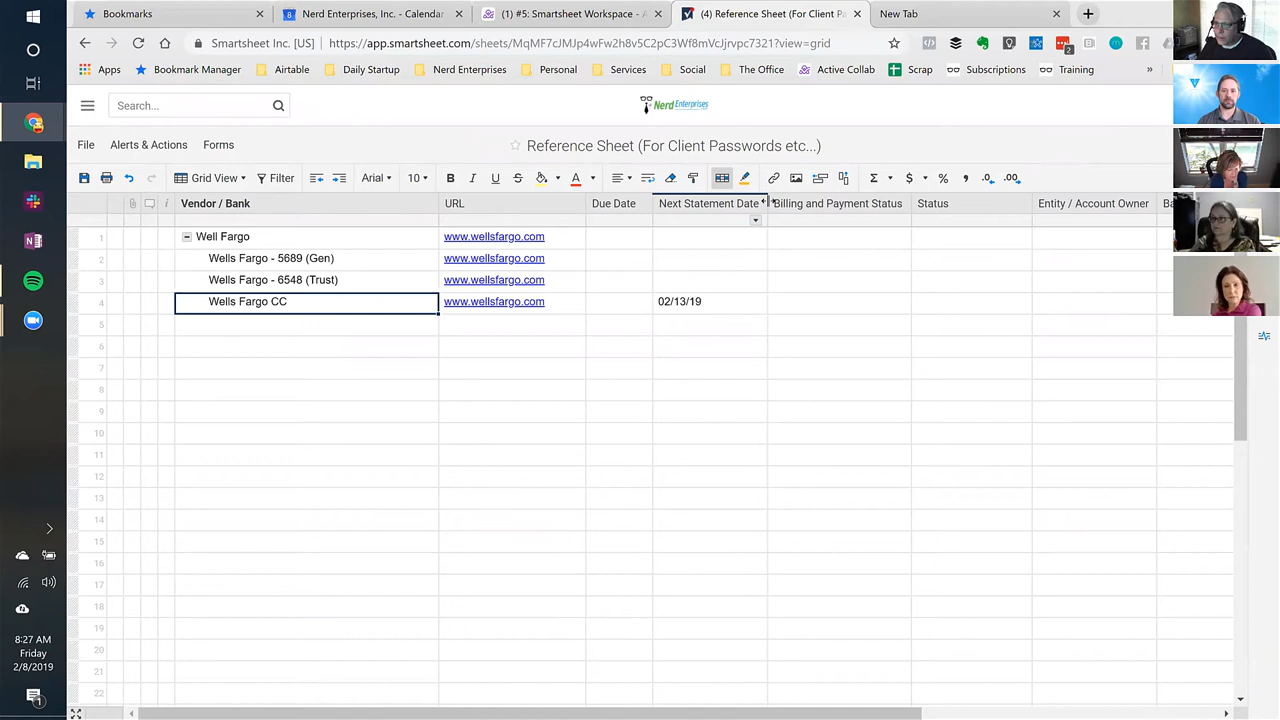 Bookmarks
Nerd Enterprises, Inc. - Calendar
(1) #5: Smartsheet Workspace - A
(4) Reference Sheet (For Client P
New Tab
Smartsheet Inc. [US]
https://app.smartsheet.com
MqMF7cJMJp4wFw2h8v5C2pC3Wf8mVcJjrvpc7321?view=grid
Apps
Bookmark Manager
Airtable
Daily Startup
Nerd En
Personal
Services
Social
The Office
Active Collab
Scrap
Subscriptions
Training
»
Search...
Nerd Enterprises
File
Alerts & Actions
Forms
Reference Sheet (For Client Passwords etc...)
Grid View
Filter
Arial
10
B
I
U
S
A
Σ
$
%
,
.0
.00
Vendor / Bank
URL
Due Date
Next Statement Date
Billing and Payment Status
Status
Entity / Account Owner
Ba
1
Well Fargo
www.wellsfargo.com
Wells Fargo - 5689 (Gen)
www.wellsfargo.com
3
Wells Fargo - 6548 (Trust)
www.wellsfargo.com
4
Wells Fargo CC
www.wellsfargo.com
02/13/19
5
6
7
8
9
10
11
12
13
14
15
16
17
18
19
20
21
22
8:27 AM
Friday
2/8/2019
1